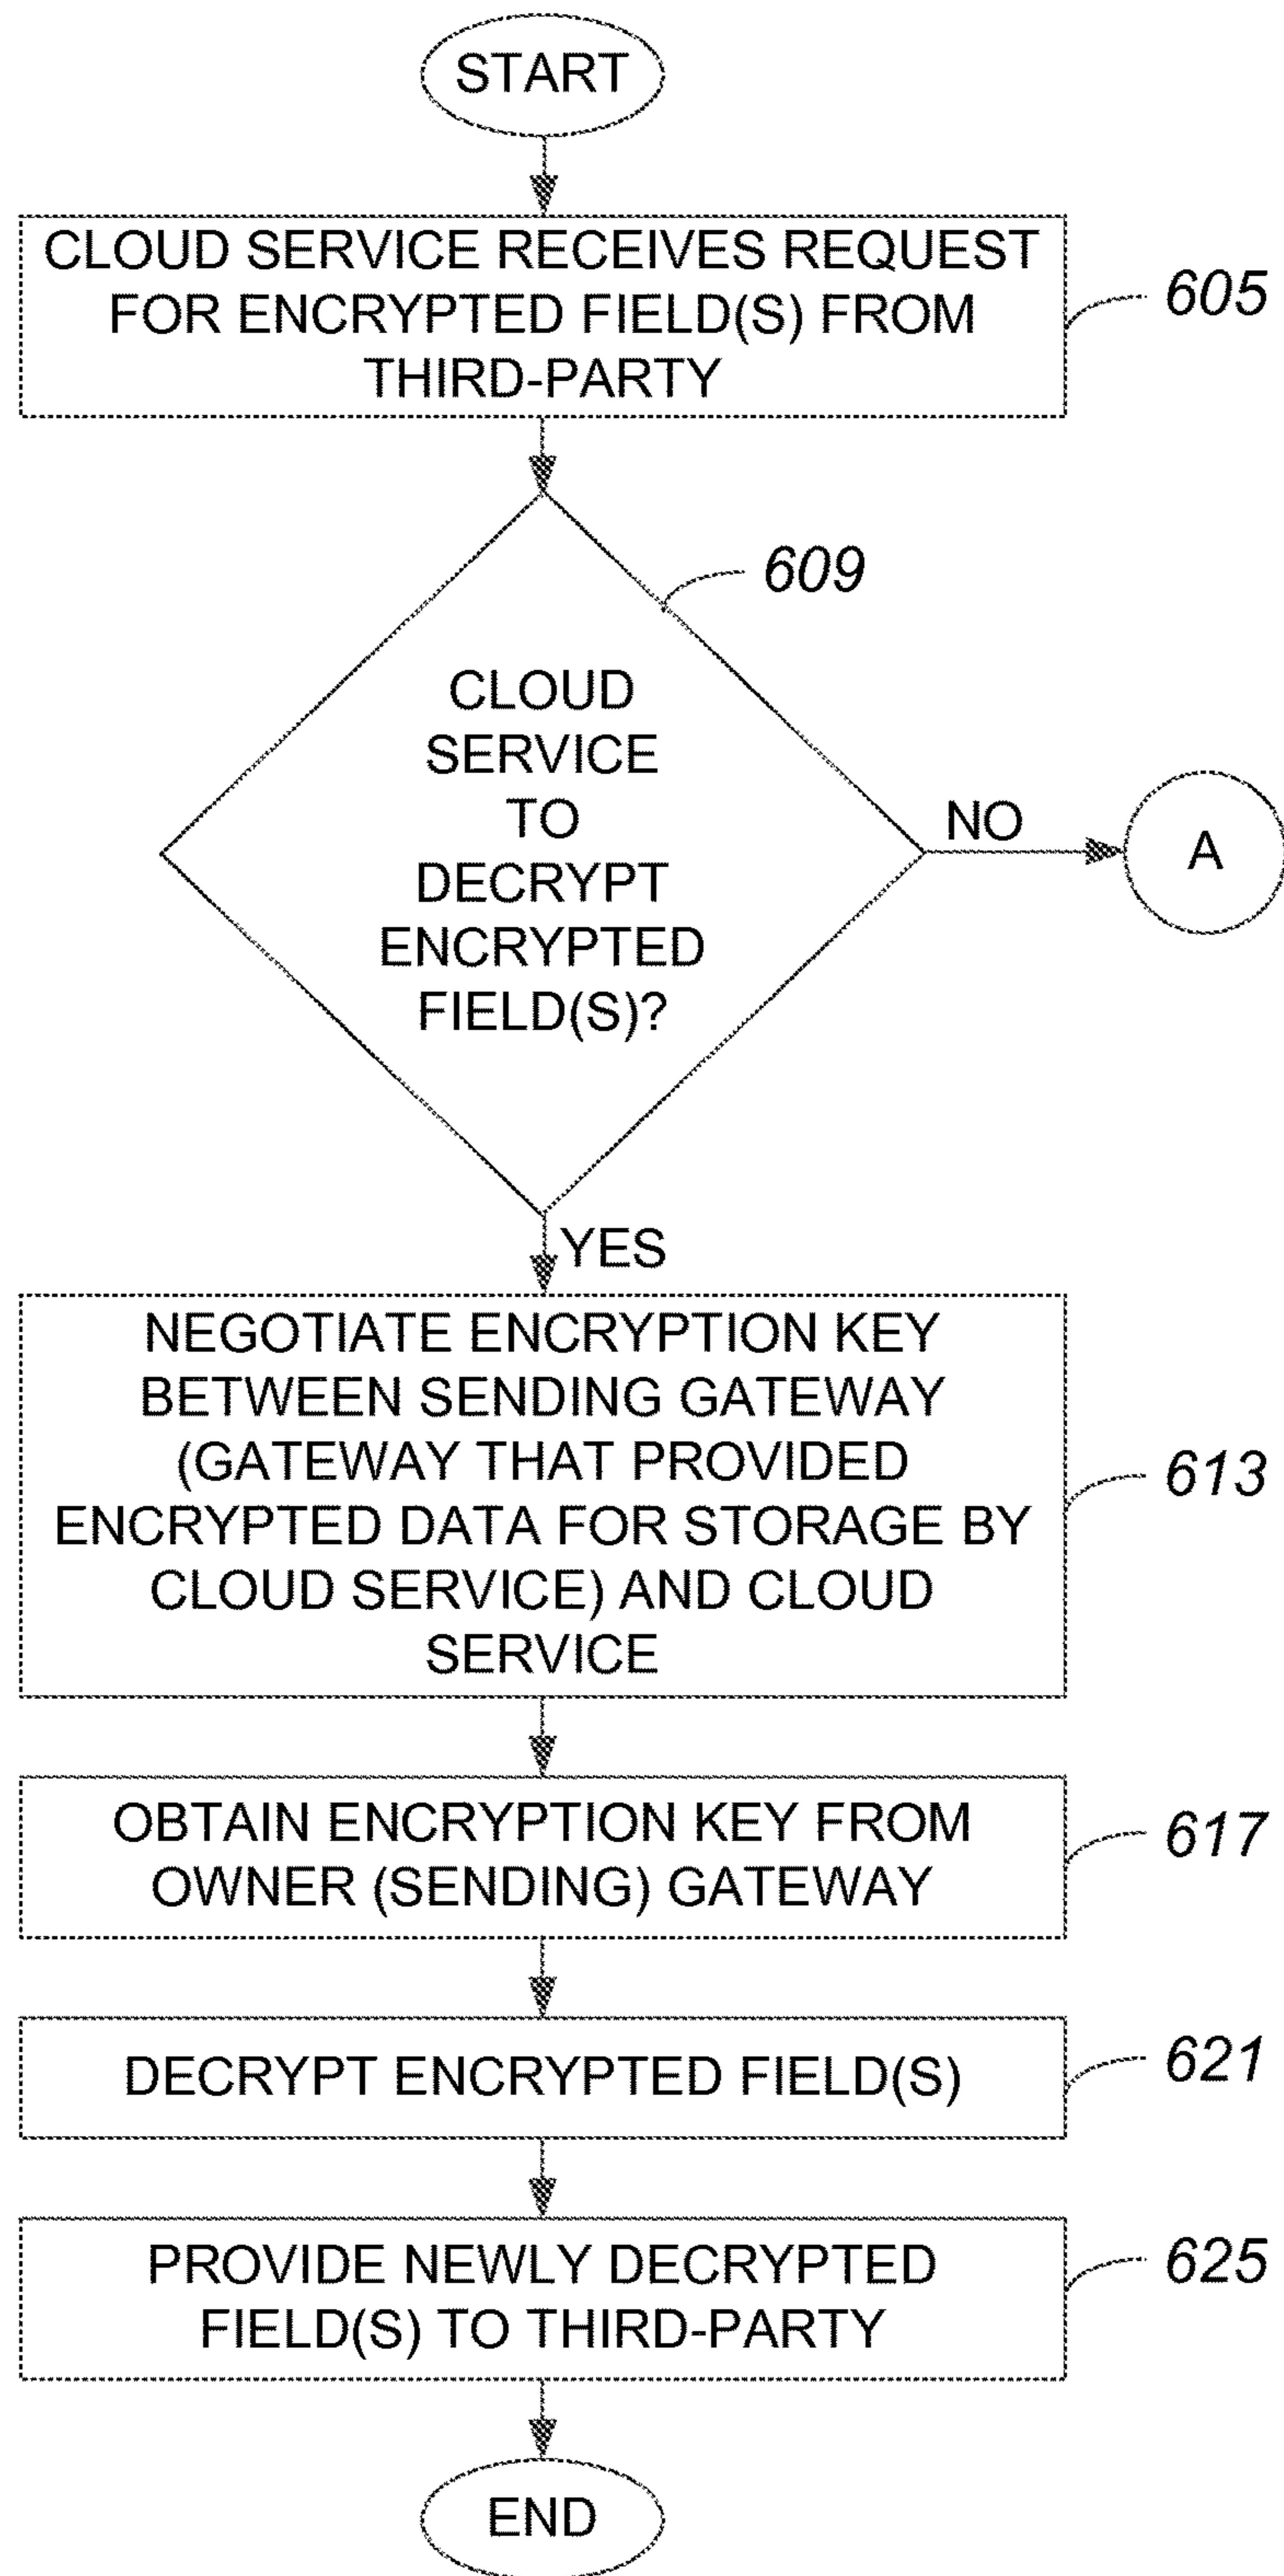 START
CLOUD SERVICE RECEIVES REQUEST
FOR ENCRYPTED FIELD(S) FROM
THIRD-PARTY
605
609
CLOUD
SERVICE
TO
DECRYPT
ENCRYPTED
FIELD(S)?
NO
A
YES
NEGOTIATE ENCRYPTION KEY
BETWEEN SENDING GATEWAY
(GATEWAY THAT PROVIDED
ENCRYPTED DATA FOR STORAGE BY
CLOUD SERVICE) AND CLOUD
SERVICE
613
OBTAIN ENCRYPTION KEY FROM
OWNER (SENDING) GATEWAY
617
DECRYPT ENCRYPTED FIELD(S)
621
PROVIDE NEWLY DECRYPTED
FIELD(S) TO THIRD-PARTY
625
END